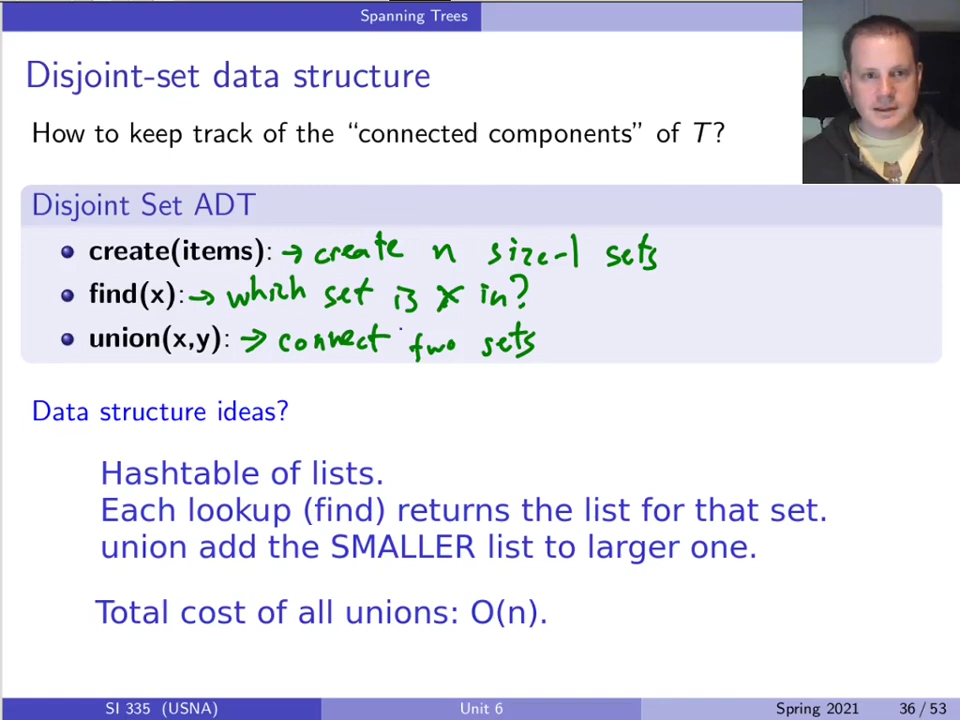 Spanning Trees
Disjoint-set data structure
How to keep track of the “connected components” of T?
Disjoint Set ADT
create(items): → create n size-1 sets
find(x): → which set is x in?
union(x,y): → connect two sets
Data structure ideas?
Hashtable of lists.
Each lookup (find) returns the list for that set.
union add the SMALLER list to larger one.
Total cost of all unions: O(n).
SI 335 (USNA) Unit 6 Spring 2021 36 / 53